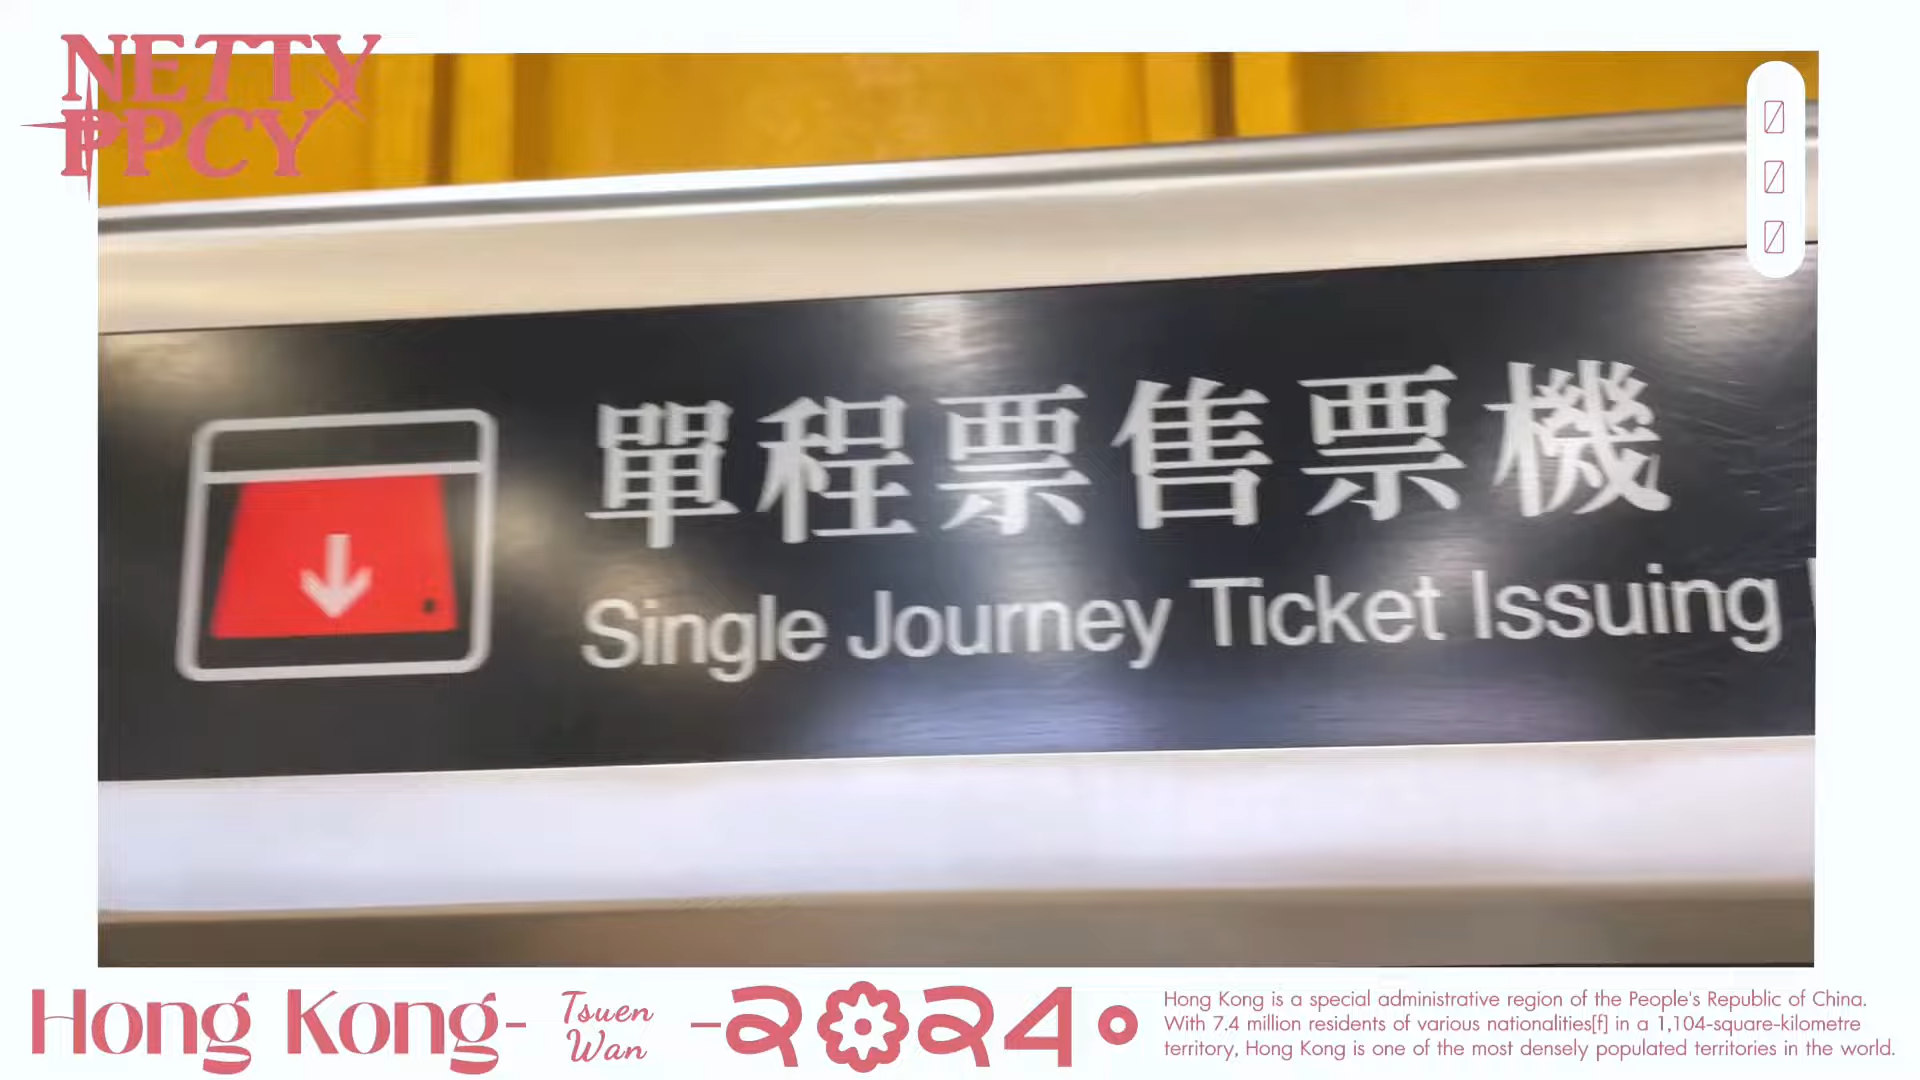 NETTY
PPCY
單程票售票機
Single Journey Ticket Issuing
Hong Kong- Tsuen Wan -2024
Hong Kong is a special administrative region of the People's Republic of China.
With 7.4 million residents of various nationalities[f] in a 1,104-square-kilometre
territory, Hong Kong is one of the most densely populated territories in the world.